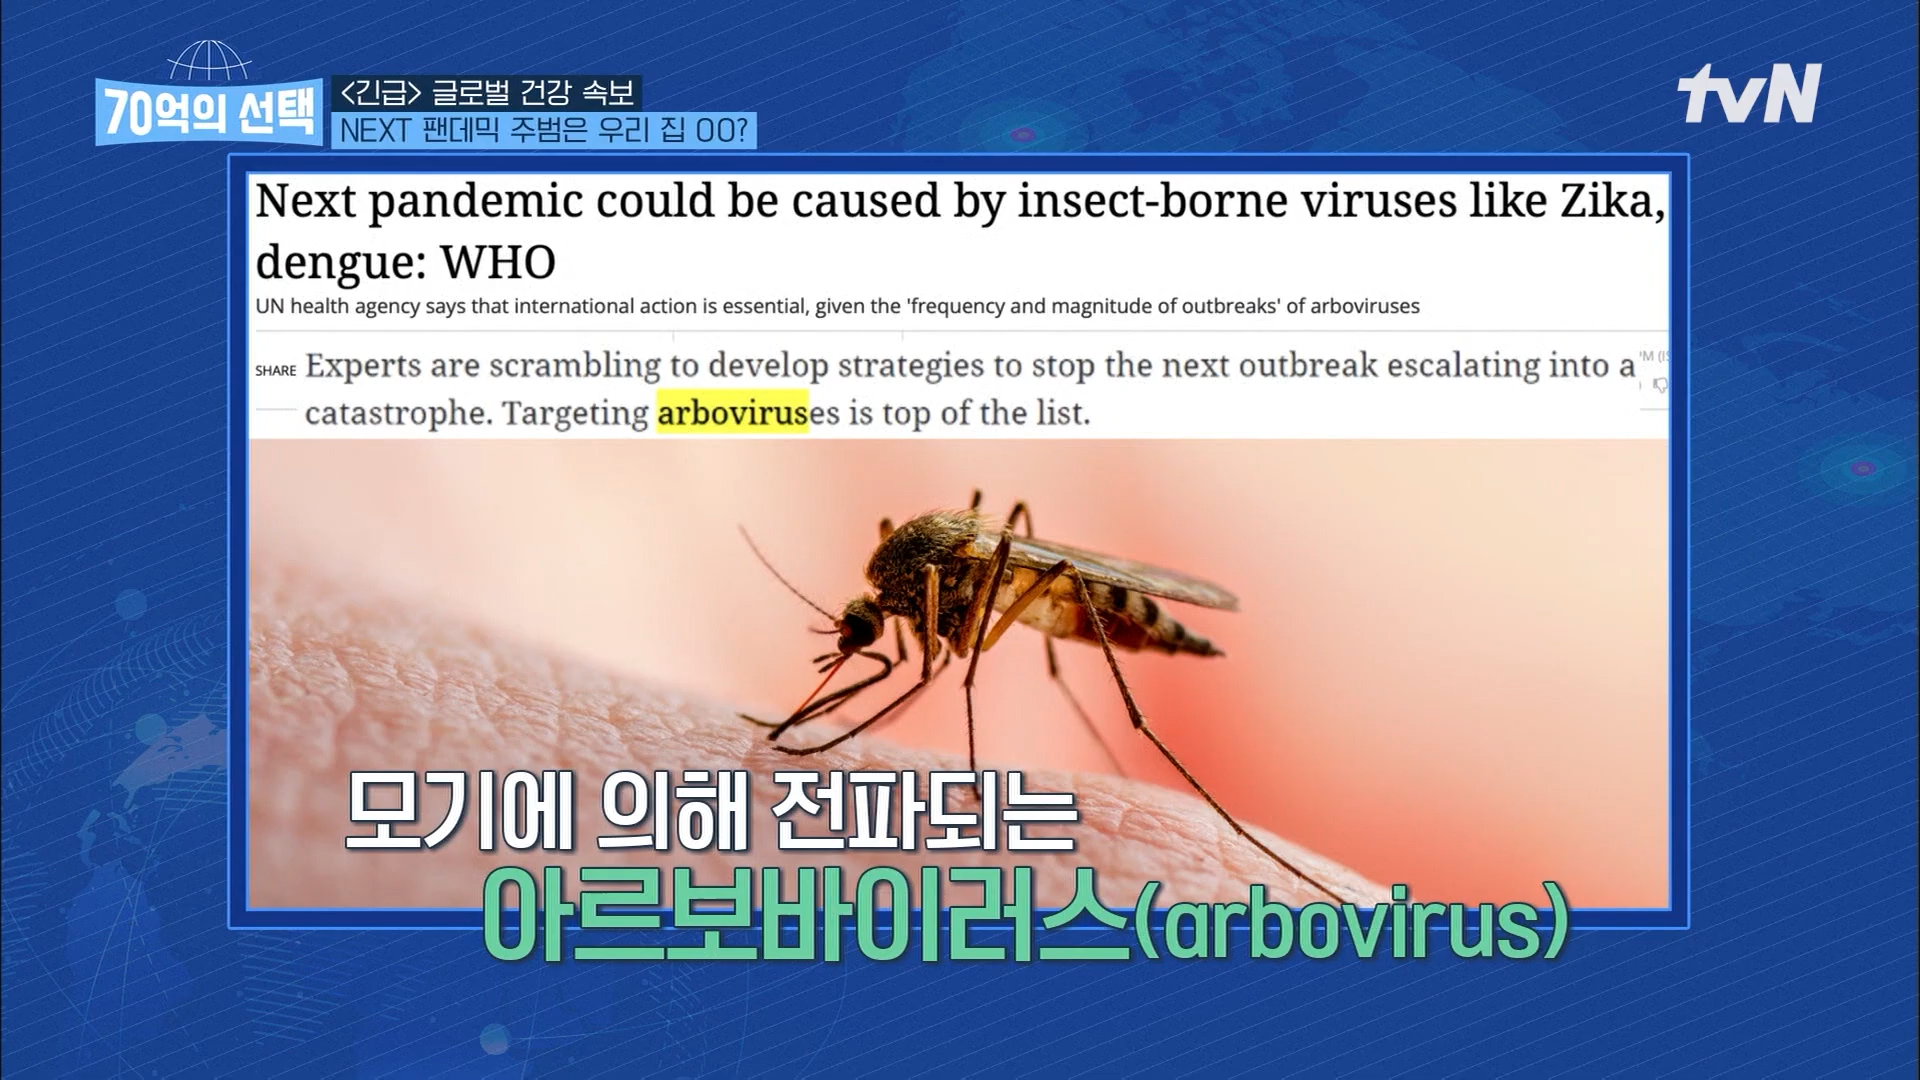 70억의 선택
<긴급> 글로벌 건강 속보
NEXT 팬데믹 주범은 우리 집 OO?
tvN
Next pandemic could be caused by insect-borne viruses like Zika,
dengue: WHO
UN health agency says that international action is essential, given the 'frequency and magnitude of outbreaks' of arboviruses
SHARE
Experts are scrambling to develop strategies to stop the next outbreak escalating into a
catastrophe. Targeting arboviruses is top of the list.
모기에 의해 전파되는
아르보바이러스(arbovirus)